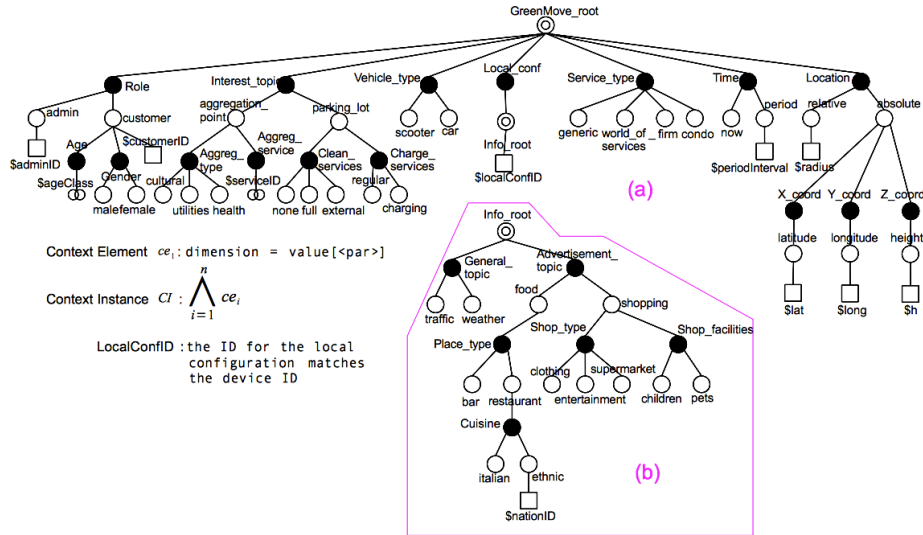 GreenMove_root
Role
Interest_topic
Vehicle_type
Local_conf
Service_type
Time
Location
admin
customer
aggregation_
point
parking_lot
scooter
car
Info_root
generic
world_of_
services
firm
condo
now
period
relative
absolute
$adminID
Age
$customerID
Gender
Aggreg_
type
Aggreg_
service
Clean_
services
Charge_
services
$localConfID
$periodInterval
$radius
$ageClass
male
female
cultural
utilities
health
$serviceID
none
full
external
regular
charging
(a)
X_coord
Y_coord
Z_coord
latitude
longitude
height
$lat
$long
$h
Context Element ce i : dimension = value[<par>]
Context Instance CI : n ⋀ i=1 ce i
LocalConfID : the ID for the local
configuration matches
the device ID
Info_root
General_
topic
Advertisement_
topic
traffic
weather
food
shopping
Place_type
Shop_type
Shop_facilities
bar
restaurant
clothing
entertainment
supermarket
children
pets
Cuisine
italian
ethnic
$nationID
(b)